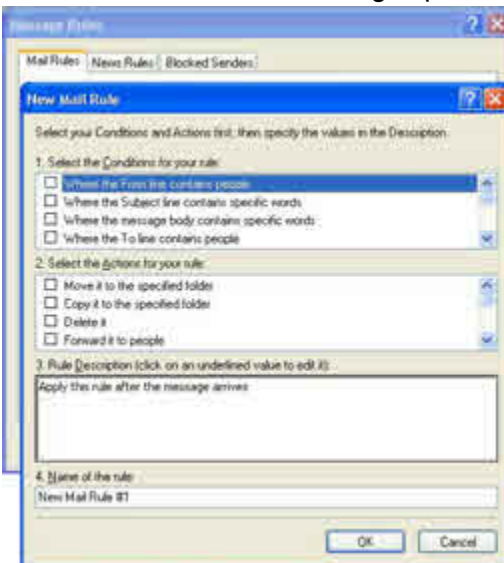 Message Rules
Mail Rules News Rules Blocked Senders
New Mail Rule
Select your Conditions and Actions first, then specify the values in the Description.
1. Select the Conditions for your rule:
Where the From line contains people
Where the Subject line contains specific words
Where the message body contains specific words
Where the To line contains people
2. Select the Actions for your rule:
Move it to the specified folder
Copy it to the specified folder
Delete it
Forward it to people
3. Rule Description (click on an underlined value to edit it):
Apply this rule after the message arrives
4. Name of the rule:
New Mail Rule #1
OK Cancel